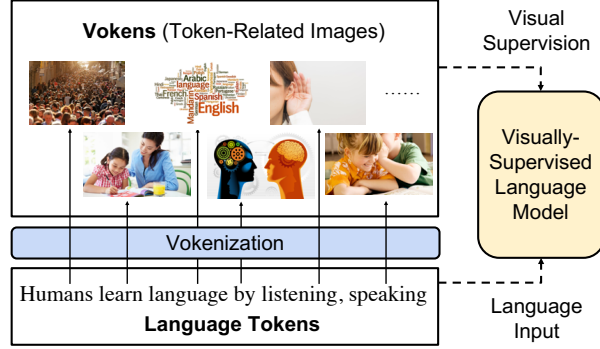 Vokens (Token-Related Images)
Arabic
language
French
Spanish
Mandarin
English
......
Vokenization
Humans learn language by listening, speaking
Language Tokens
Visual
Supervision
Visually-
Supervised
Language
Model
Language
Input